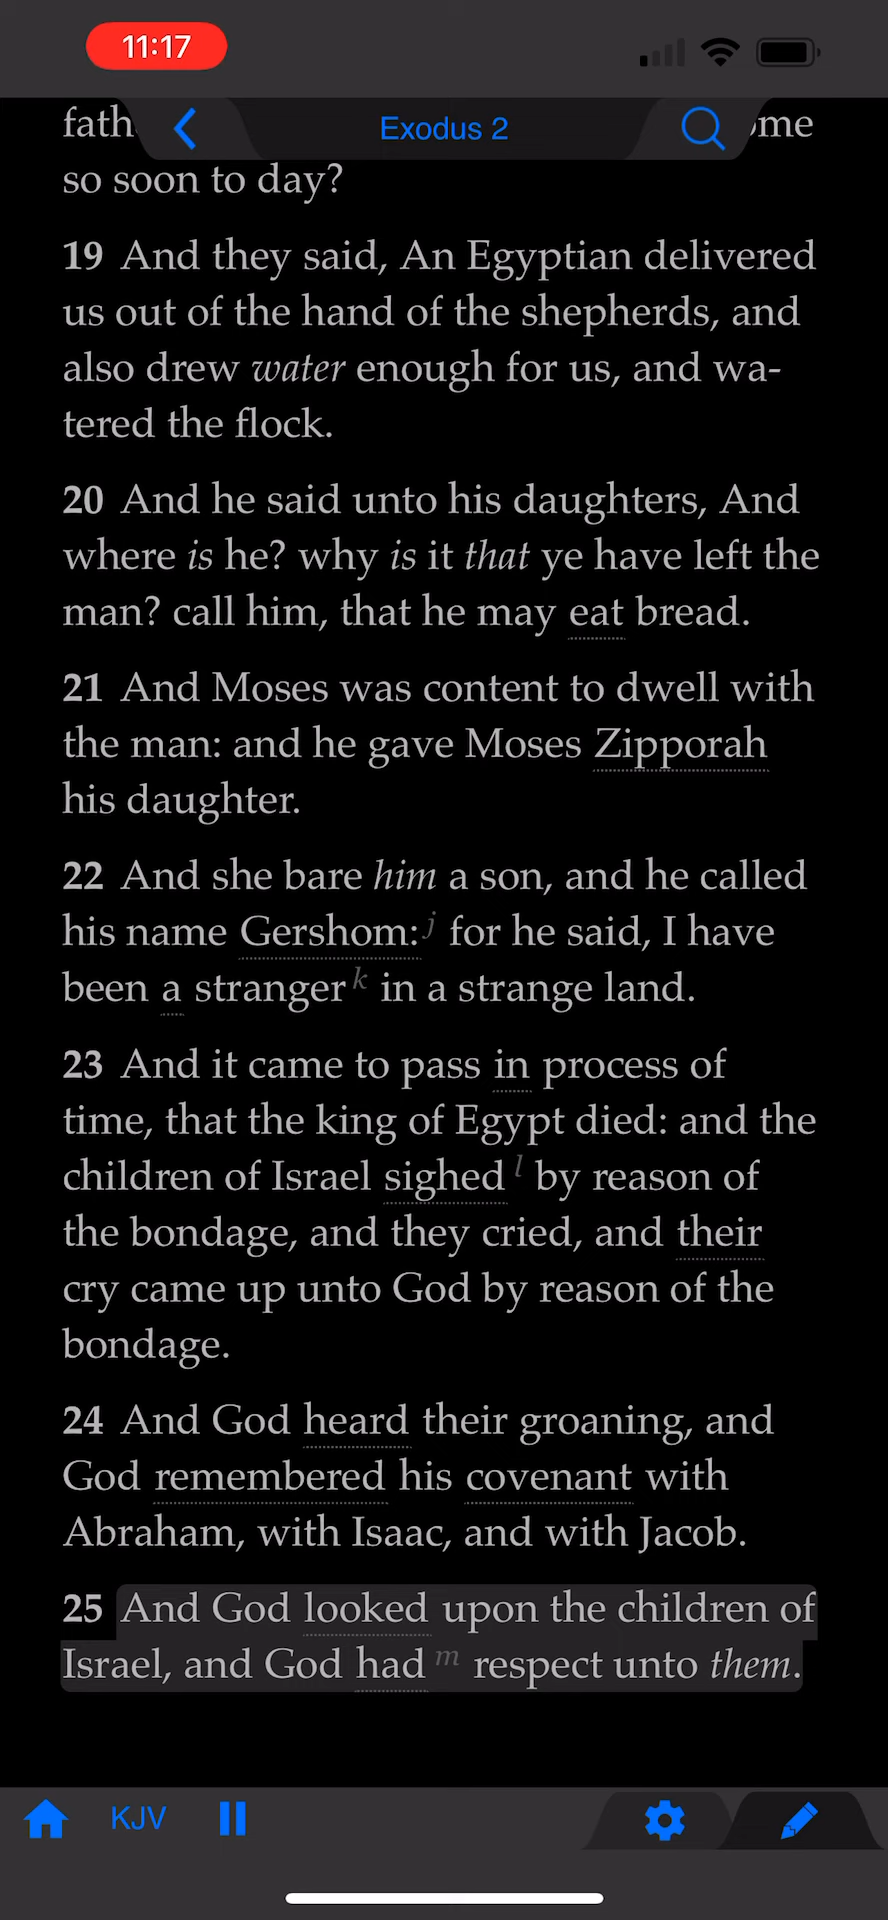 11:17
Exodus 2
fath
ome
so soon to day?
19 And they said, An Egyptian delivered
us out of the hand of the shepherds, and
also drew water enough for us, and wa-
tered the flock.
20 And he said unto his daughters, And
where is he? why is it that ye have left the
man? call him, that he may eat bread.
21 And Moses was content to dwell with
the man: and he gave Moses Zipporah
his daughter.
22 And she bare him a son, and he called
his name Gershom: j for he said, I have
been a stranger k in a strange land.
23 And it came to pass in process of
time, that the king of Egypt died: and the
children of Israel sighed l by reason of
the bondage, and they cried, and their
cry came up unto God by reason of the
bondage.
24 And God heard their groaning, and
God remembered his covenant with
Abraham, with Isaac, and with Jacob.
25 And God looked upon the children of
Israel, and God had m respect unto them.
KJV